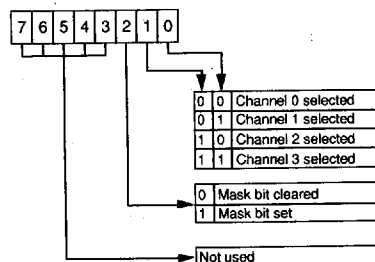 7 6 5 4 3 2 1 0
0 0 Channel 0 selected
0 1 Channel 1 selected
1 0 Channel 2 selected
1 1 Channel 3 selected
0 Mask bit cleared
1 Mask bit set
Not used